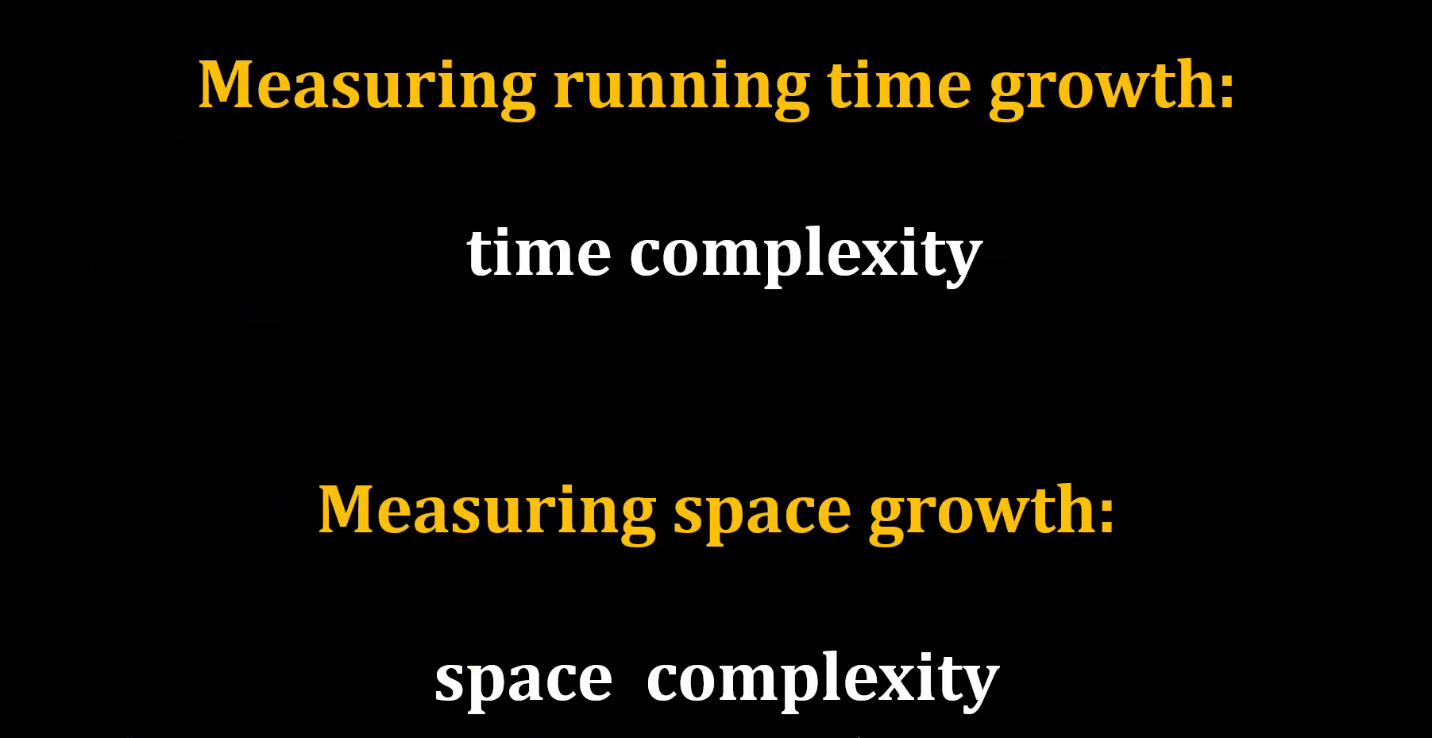 Measuring running time growth:
time complexity
Measuring space growth:
space complexity